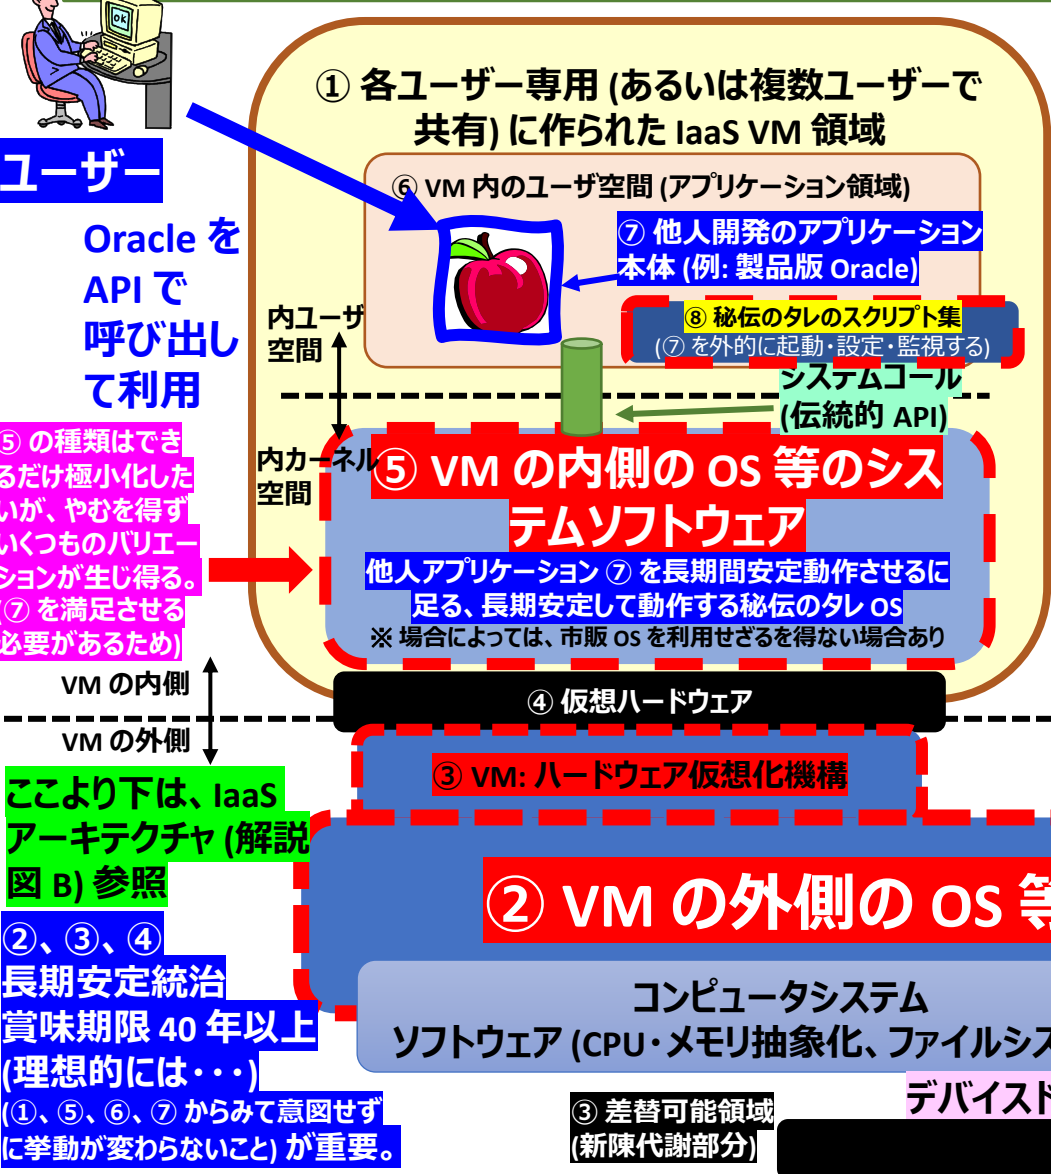 ok
① 各ユーザー専用 (あるいは複数ユーザーで
共有) に作られた IaaS VM 領域
ユーザー
⑥ VM 内のユーザ空間 (アプリケーション領域)
⑦ 他人開発のアプリケーション
本体 (例: 製品版 Oracle)
Oracle を
API で
呼び出し
て利用
内ユーザ
空間
⑧ 秘伝のタレのスクリプト集
(⑦ を外的に起動・設定・監視する)
システムコール
(伝統的 API)
⑤ の種類はでき
るだけ極小化した
いが、やむを得ず
いくつものバリエー
ションが生じ得る。
(⑦ を満足させる
必要があるため)
内カーネル
空間
⑤ VM の内側の OS 等のシス
テムソフトウェア
他人アプリケーション ⑦ を長期間安定動作させるに
足る、長期安定して動作する秘伝のタレ OS
※ 場合によっては、市販 OS を利用せざるを得ない場合あり
VM の内側
④ 仮想ハードウェア
VM の外側
③ VM: ハードウェア仮想化機構
ここより下は、IaaS
アーキテクチャ (解説
図 B) 参照
② VM の外側の OS 等
②、③、④
長期安定統治
賞味期限 40 年以上
(理想的には・・・)
(①、⑤、⑥、⑦ からみて意図せず
に挙動が変わらないこと) が重要。
コンピュータシステム
ソフトウェア (CPU・メモリ抽象化、ファイルシス
デバイスド
③ 差替可能領域
(新陳代謝部分)